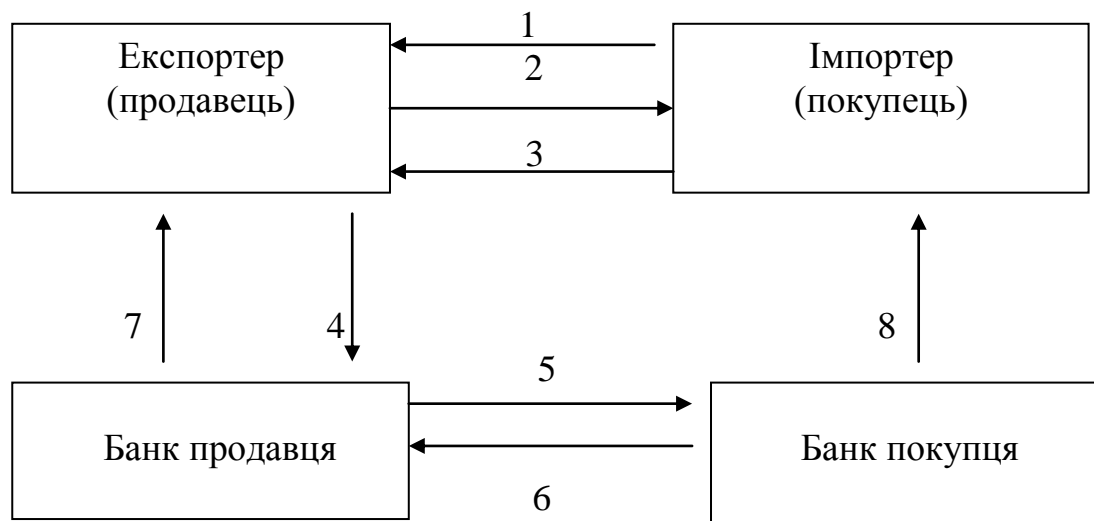 1
Експортер
(продавець)
Імпортер
(покупець)
2
3
7
4
8
5
Банк продавця
Банк покупця
6